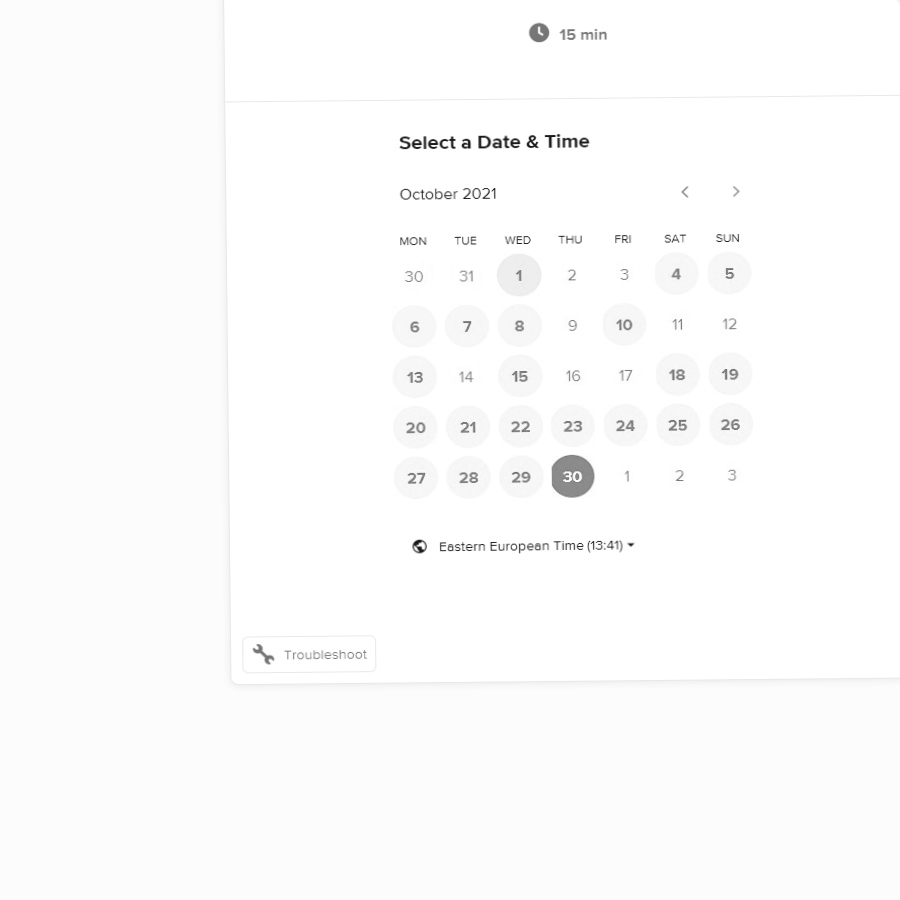 15 min
Select a Date & Time
October 2021
MON TUE WED THU FRI SAT SUN
30 31 1 2 3 4 5
6 7 8 9 10 11 12
13 14 15 16 17 18 19
20 21 22 23 24 25 26
27 28 29 30 1 2 3
Eastern European Time (13:41)
Troubleshoot